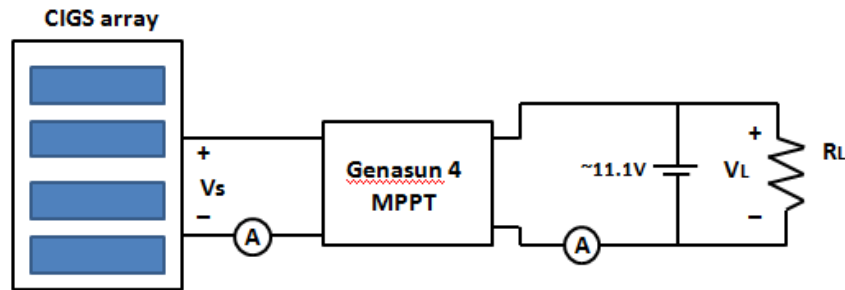 CIGS array
+
Vs
–
A
Genasun 4
MPPT
A
~11.1V
+
VL
–
RL